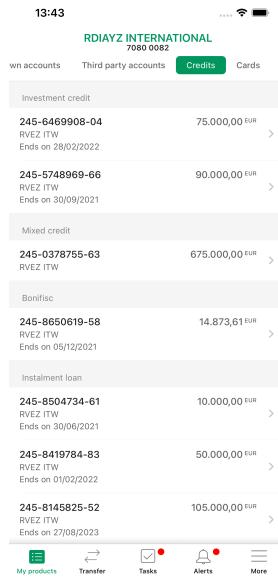 13:43
RDIAYZ INTERNATIONAL
7080 0082
wn accounts Third party accounts Credits Cards
Investment credit
245-6469908-04 75.000,00 EUR
RVEZ ITW
Ends on 28/02/2022
245-5748969-66 90.000,00 EUR
RVEZ ITW
Ends on 30/09/2021
Mixed credit
245-0378755-63 675.000,00 EUR
RVEZ ITW
Bonifisc
245-8650619-58 14.873,61 EUR
RVEZ ITW
Ends on 05/12/2021
Instalment loan
245-8504734-61 10.000,00 EUR
RVEZ ITW
Ends on 30/06/2021
245-8419784-83 50.000,00 EUR
RVEZ ITW
Ends on 01/02/2022
245-8145825-52 105.000,00 EUR
RVEZ ITW
Ends on 27/08/2023
My products Transfer Tasks Alerts More